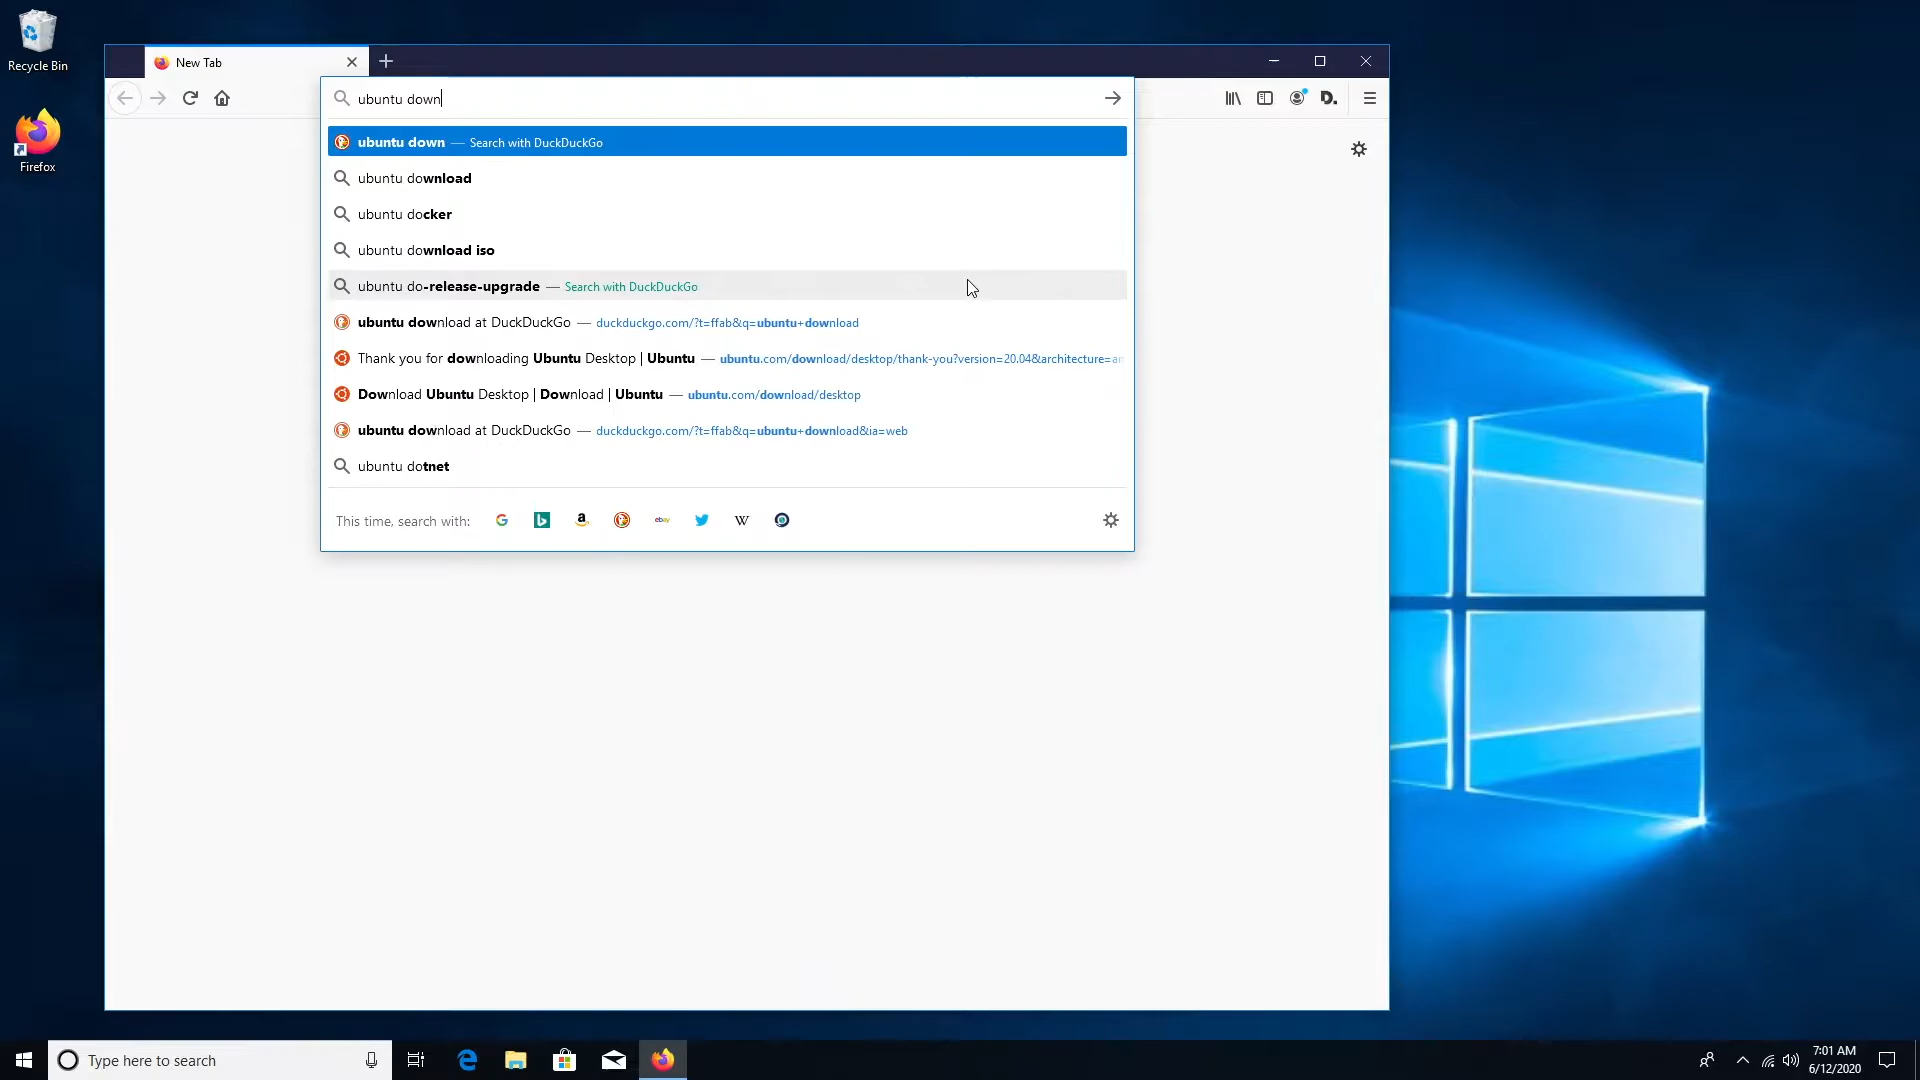 Recycle Bin
Firefox
New Tab
ubuntu down
ubuntu down — Search with DuckDuckGo
ubuntu download
ubuntu docker
ubuntu download iso
ubuntu do-release-upgrade — Search with DuckDuckGo
ubuntu download at DuckDuckGo — duckduckgo.com/?t=ffab&q=ubuntu+download
Thank you for downloading Ubuntu Desktop | Ubuntu — ubuntu.com/download/desktop/thank-you?version=20.04&architecture=am
Download Ubuntu Desktop | Download | Ubuntu — ubuntu.com/download/desktop
ubuntu download at DuckDuckGo — duckduckgo.com/?t=ffab&q=ubuntu+download&ia=web
ubuntu dotnet
This time, search with:
Type here to search
7:01 AM
6/12/2020